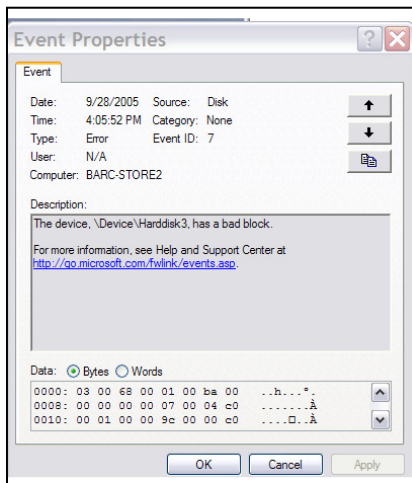 Event Properties
Event
Date: 9/28/2005 Source: Disk
Time: 4:05:52 PM Category: None
Type: Error Event ID: 7
User: N/A
Computer: BARC-STORE2
Description:
The device, \Device\Harddisk3, has a bad block.
For more information, see Help and Support Center at
http://go.microsoft.com/fwlink/events.asp.
Data: Bytes Words
0000: 03 00 68 00 01 00 ba 00 ..h...º.
0008: 00 00 00 00 07 00 04 c0 .......À
0010: 00 01 00 00 9c 00 00 c0 ....□..À
OK Cancel Apply